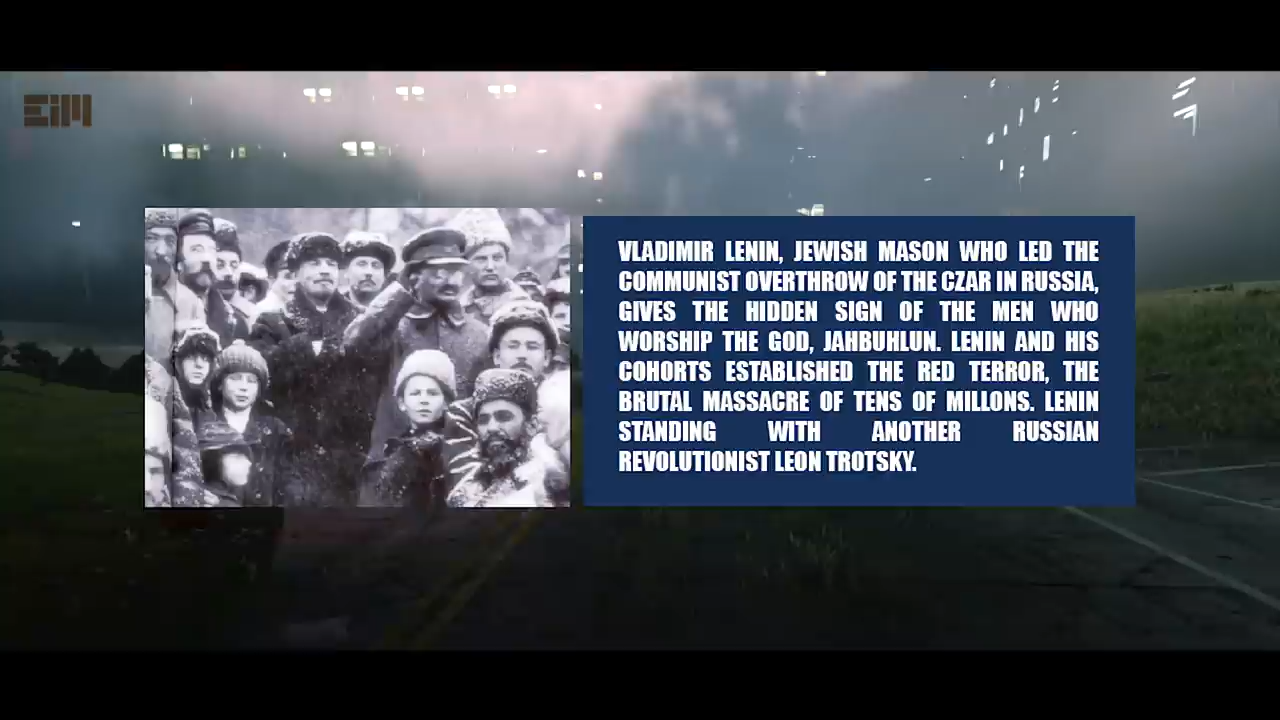 EIM
VLADIMIR LENIN, JEWISH MASON WHO LED THE
COMMUNIST OVERTHROW OF THE CZAR IN RUSSIA,
GIVES THE HIDDEN SIGN OF THE MEN WHO
WORSHIP THE GOD, JAHBUHLUN. LENIN AND HIS
COHORTS ESTABLISHED THE RED TERROR, THE
BRUTAL MASSACRE OF TENS OF MILLONS. LENIN
STANDING WITH ANOTHER RUSSIAN
REVOLUTIONIST LEON TROTSKY.